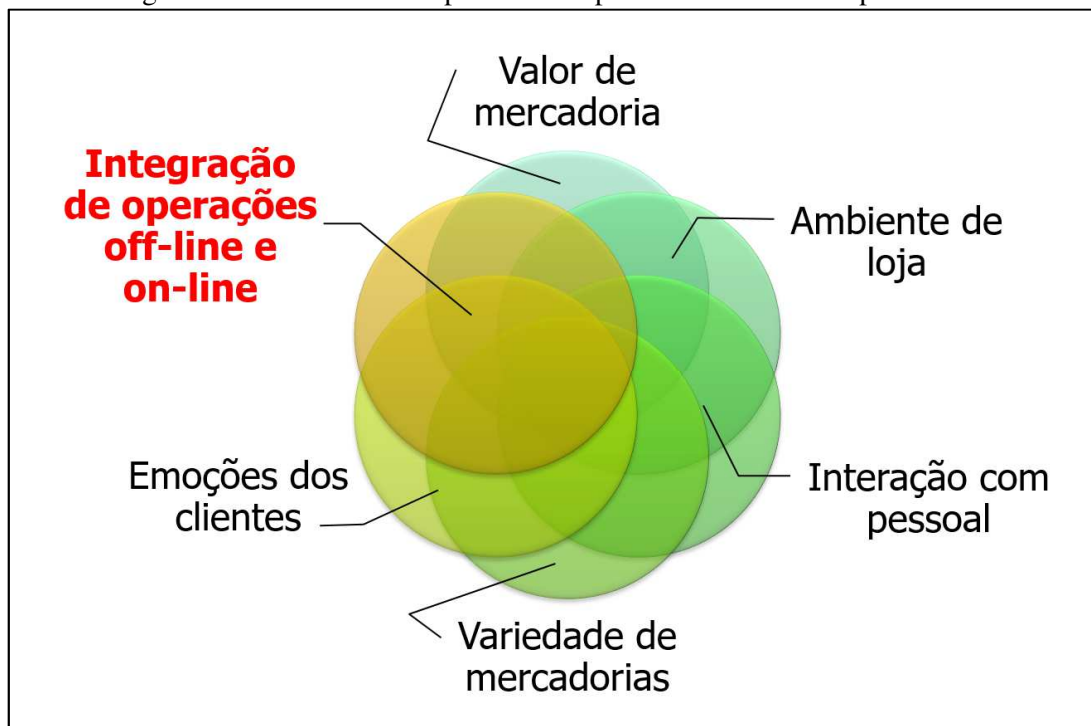 Valor de
mercadoria
Integração
de operações
off-line e
on-line
Ambiente de
loja
Emoções dos
clientes
Interação com
pessoal
Variedade de
mercadorias